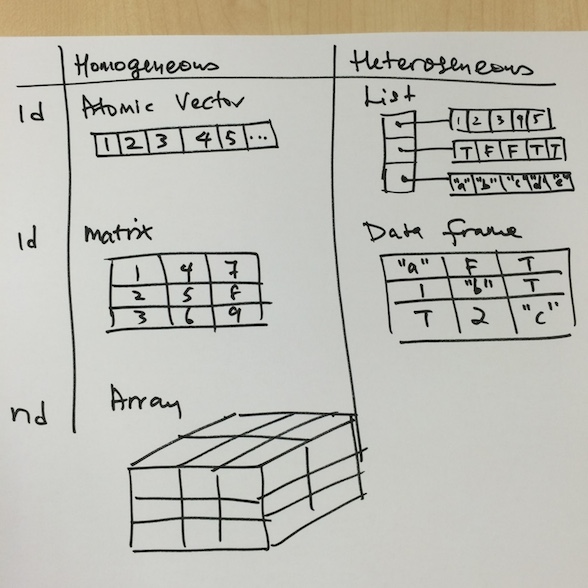 Homogeneous Heterogeneous
1d Atomic Vector List
1 2 3 4 5 ...
1 2 3 4 5
T F F T T
"a" "b" "c" "d" "e"
1d Matrix Data frame
1 4 7
2 5 8
3 6 9
"a" F T
1 "b" T
T 2 "c"
nd Array